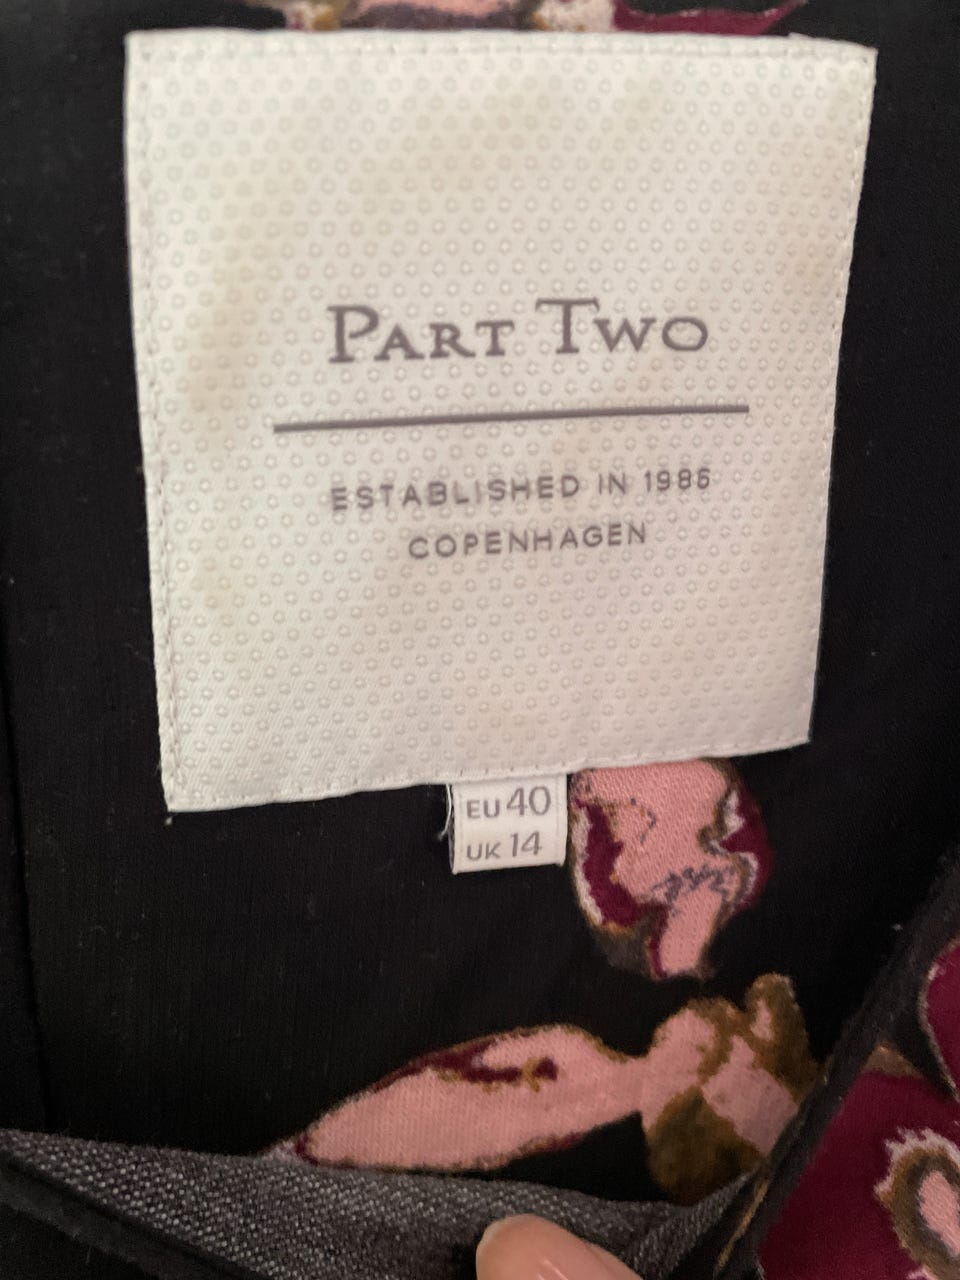 PART TWO
ESTABLISHED IN 1986
COPENHAGEN
EU 40
UK 14